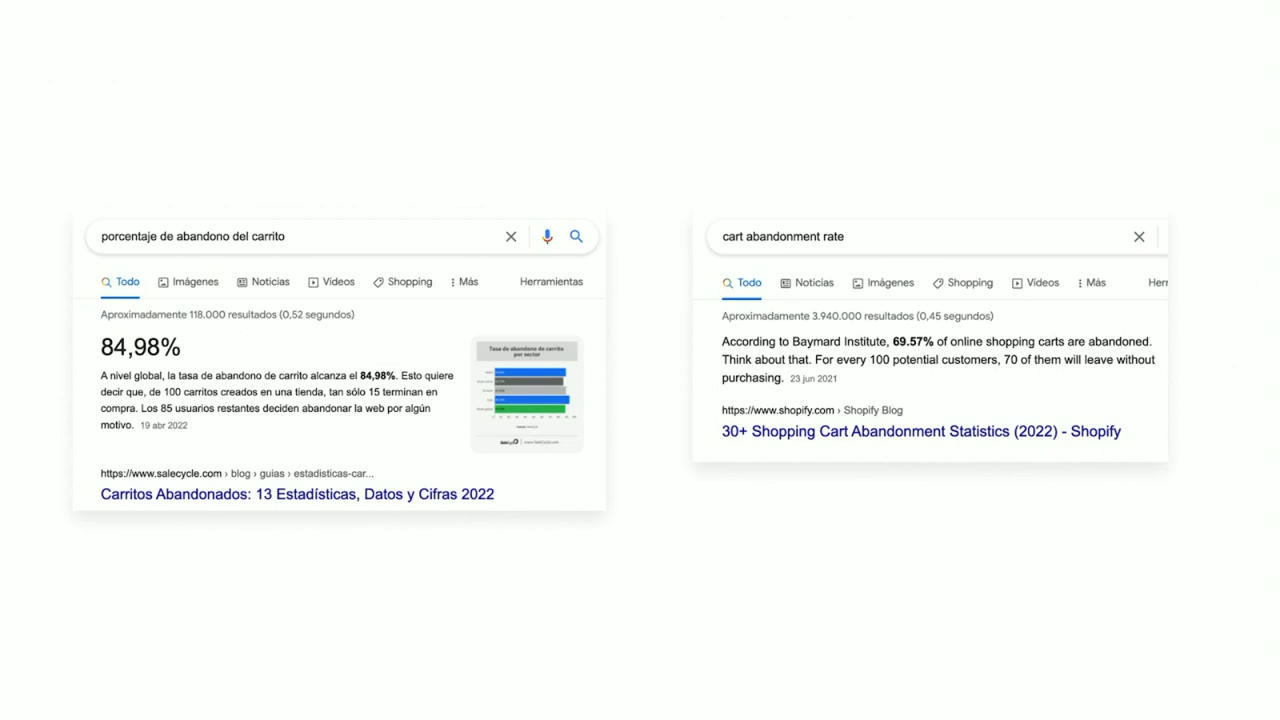 porcentaje de abandono del carrito
Todo Imágenes Noticias Vídeos Shopping Más Herramientas
Aproximadamente 118.000 resultados (0,52 segundos)
84,98%
A nivel global, la tasa de abandono de carrito alcanza el 84,98%. Esto quiere
decir que, de 100 carritos creados en una tienda, tan sólo 15 terminan en
compra. Los 85 usuarios restantes deciden abandonar la web por algún
motivo. 19 abr 2022
Tasa de abandono de carrito
por sector
www.SaleCycle.com
https://www.salecycle.com › blog › guias › estadisticas-car...
Carritos Abandonados: 13 Estadísticas, Datos y Cifras 2022
cart abandonment rate
Todo Noticias Imágenes Shopping Vídeos Más Herr
Aproximadamente 3.940.000 resultados (0,45 segundos)
According to Baymard Institute, 69.57% of online shopping carts are abandoned.
Think about that. For every 100 potential customers, 70 of them will leave without
purchasing. 23 jun 2021
https://www.shopify.com › Shopify Blog
30+ Shopping Cart Abandonment Statistics (2022) - Shopify